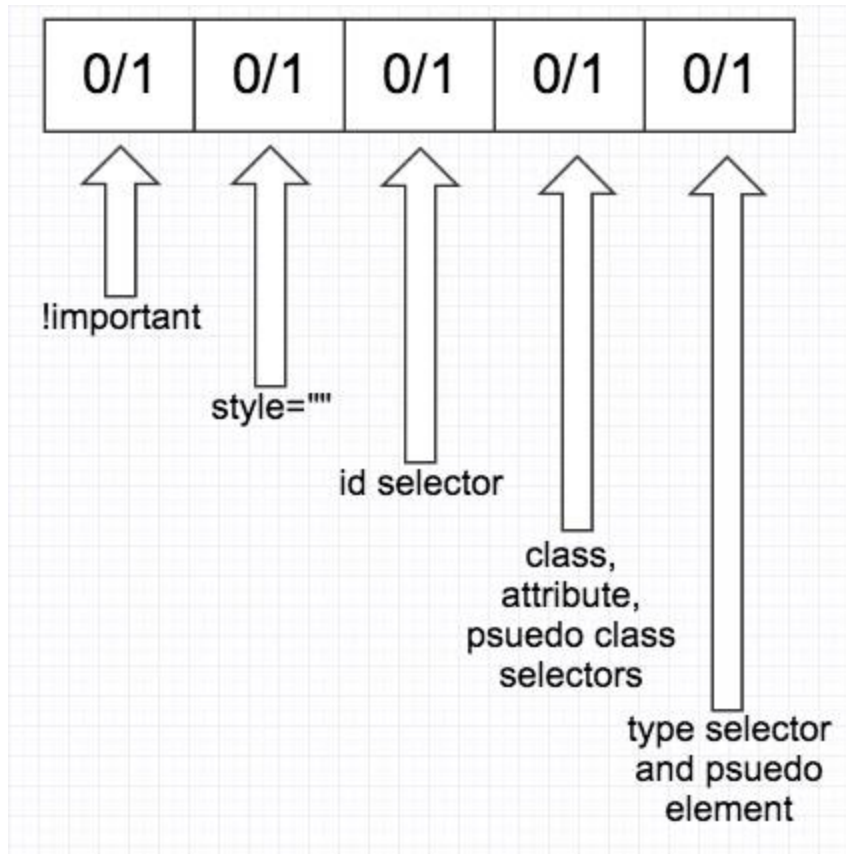 0/1 0/1 0/1 0/1 0/1
!important
style=""
id selector
class,
attribute,
psuedo class
selectors
type selector
and psuedo
element